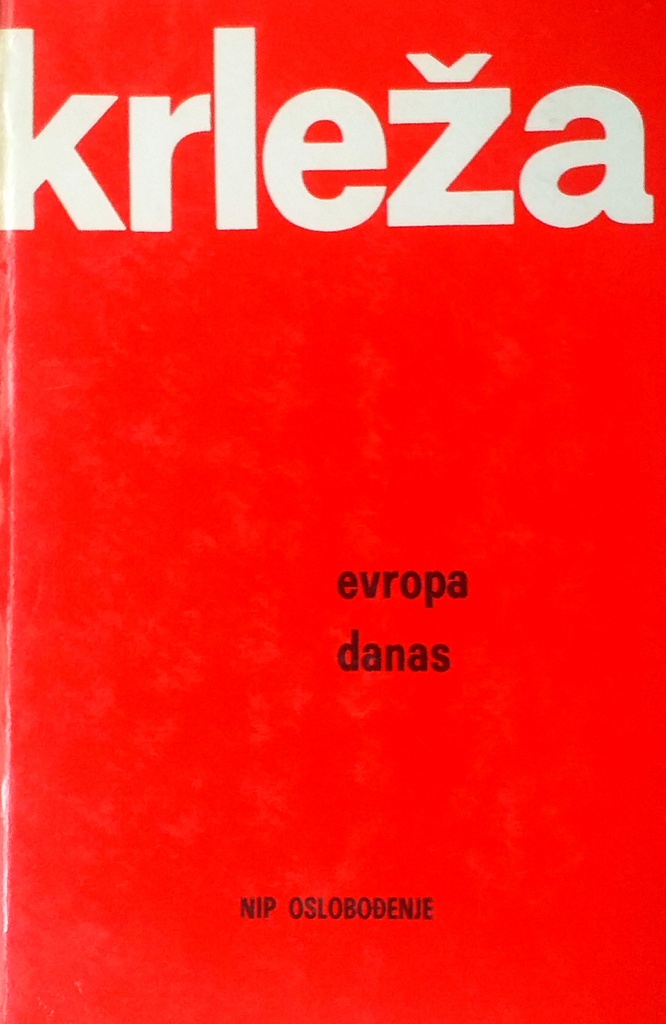 krleža
evropa
danas
NIP OSLOBOĐENJE